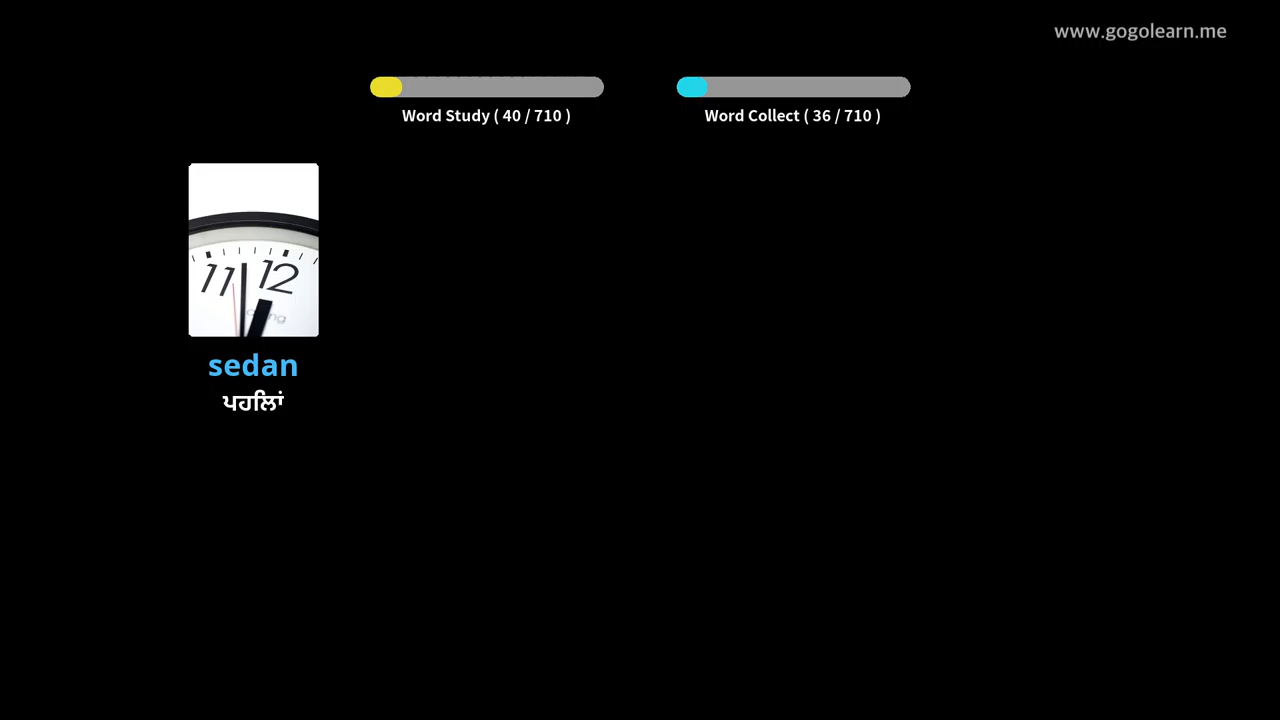 www.gogolearn.me
Word Study ( 40 / 710 )
Word Collect ( 36 / 710 )
11 12
sedan
ਪਹਿਲਾਂ